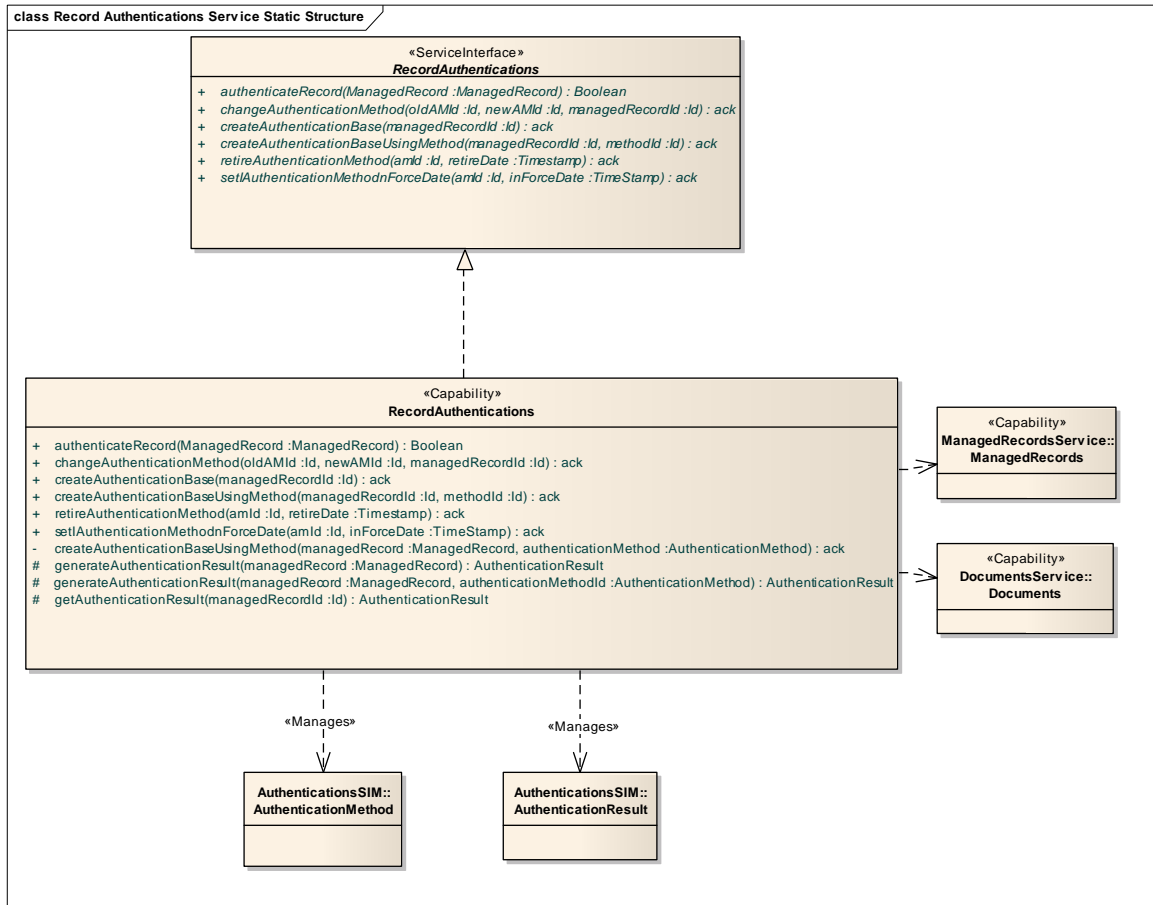 class Record Authentications Service Static Structure
«ServiceInterface»
RecordAuthentications
+ authenticateRecord(ManagedRecord :ManagedRecord) : Boolean
+ changeAuthenticationMethod(oldAMId :Id, newAMId :Id, managedRecordId :Id) : ack
+ createAuthenticationBase(managedRecordId :Id) : ack
+ createAuthenticationBaseUsingMethod(managedRecordId :Id, methodId :Id) : ack
+ retireAuthenticationMethod(amId :Id, retireDate :Timestamp) : ack
+ setIAuthenticationMethodnForceDate(amId :Id, inForceDate :TimeStamp) : ack
«Capability»
RecordAuthentications
+ authenticateRecord(ManagedRecord :ManagedRecord) : Boolean
+ changeAuthenticationMethod(oldAMId :Id, newAMId :Id, managedRecordId :Id) : ack
+ createAuthenticationBase(managedRecordId :Id) : ack
+ createAuthenticationBaseUsingMethod(managedRecordId :Id, methodId :Id) : ack
+ retireAuthenticationMethod(amId :Id, retireDate :Timestamp) : ack
+ setIAuthenticationMethodnForceDate(amId :Id, inForceDate :TimeStamp) : ack
- createAuthenticationBaseUsingMethod(managedRecord :ManagedRecord, authenticationMethod :AuthenticationMethod) : ack
# generateAuthenticationResult(managedRecord :ManagedRecord) : AuthenticationResult
# generateAuthenticationResult(managedRecord :ManagedRecord, authenticationMethodId :AuthenticationMethod) : AuthenticationResult
# getAuthenticationResult(managedRecordId :Id) : AuthenticationResult
«Capability»
ManagedRecordsService::
ManagedRecords
«Capability»
DocumentsService::
Documents
«Manages»
«Manages»
AuthenticationsSIM::
AuthenticationMethod
AuthenticationsSIM::
AuthenticationResult